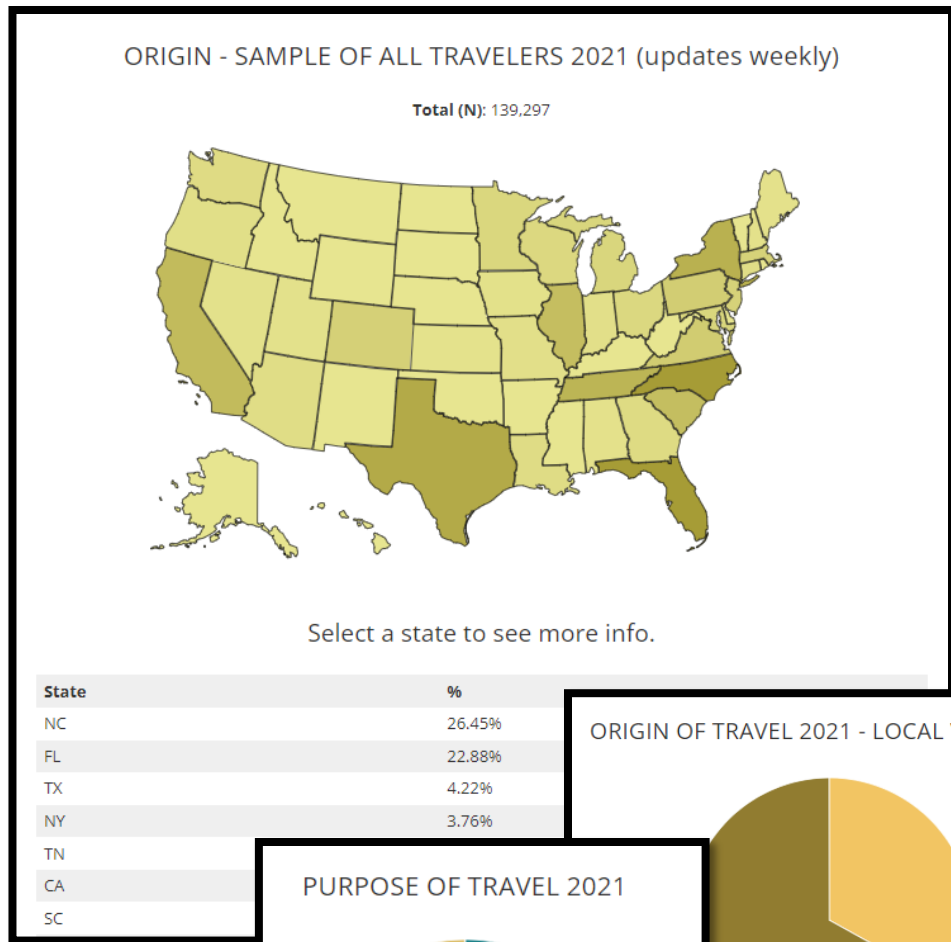 ORIGIN - SAMPLE OF ALL TRAVELERS 2021 (updates weekly)
Total (N): 139,297
Select a state to see more info.
State %
NC 26.45%
FL 22.88%
TX 4.22%
NY 3.76%
TN
CA
SC
ORIGIN OF TRAVEL 2021 - LOCAL
PURPOSE OF TRAVEL 2021